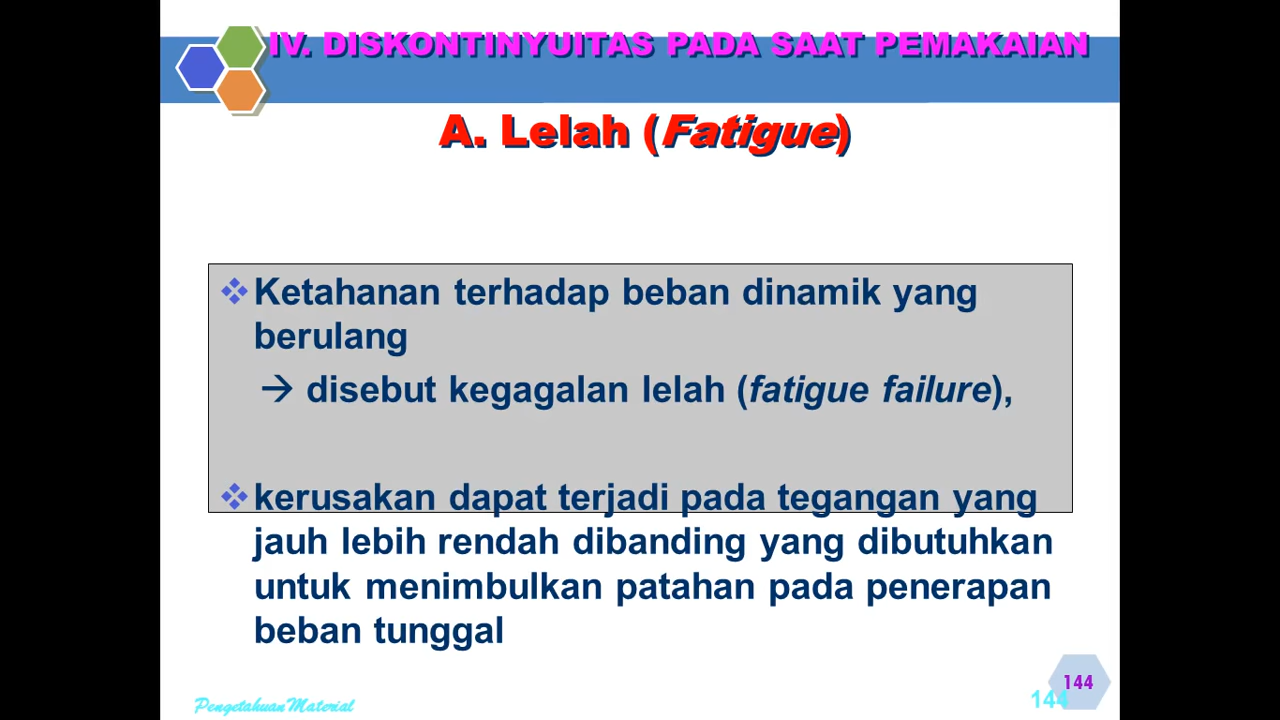 IV. DISKONTINYUITAS PADA SAAT PEMAKAIAN
A. Lelah (Fatigue)
❖ Ketahanan terhadap beban dinamik yang
berulang
→ disebut kegagalan lelah (fatigue failure),
❖ kerusakan dapat terjadi pada tegangan yang
jauh lebih rendah dibanding yang dibutuhkan
untuk menimbulkan patahan pada penerapan
beban tunggal
Pengetahuan Material
144
144